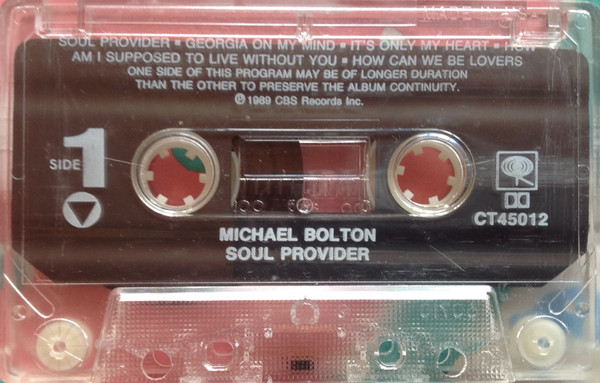 SOUL PROVIDER ▪ GEORGIA ON MY MIND ▪ IT'S ONLY MY HEART ▪ HOW
AM I SUPPOSED TO LIVE WITHOUT YOU ▪ HOW CAN WE BE LOVERS
ONE SIDE OF THIS PROGRAM MAY BE OF LONGER DURATION
THAN THE OTHER TO PRESERVE THE ALBUM CONTINUITY.
℗ 1989 CBS Records Inc.
SIDE 1
CT45012
MICHAEL BOLTON
SOUL PROVIDER